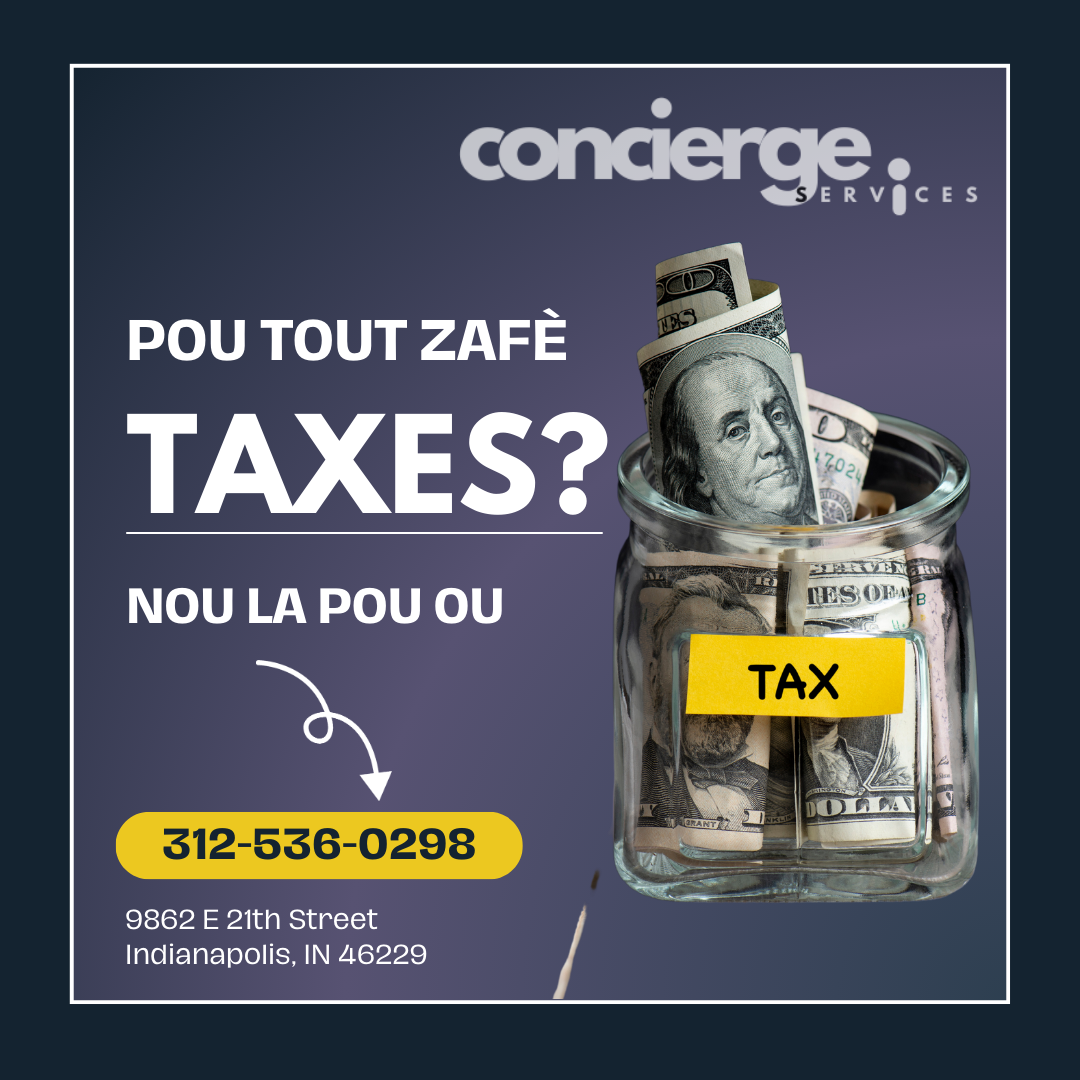 concierge
SERViCES
POU TOUT ZAFÈ
TAXES?
NOU LA POU OU
TAX
312-536-0298
9862 E 21th Street
Indianapolis, IN 46229